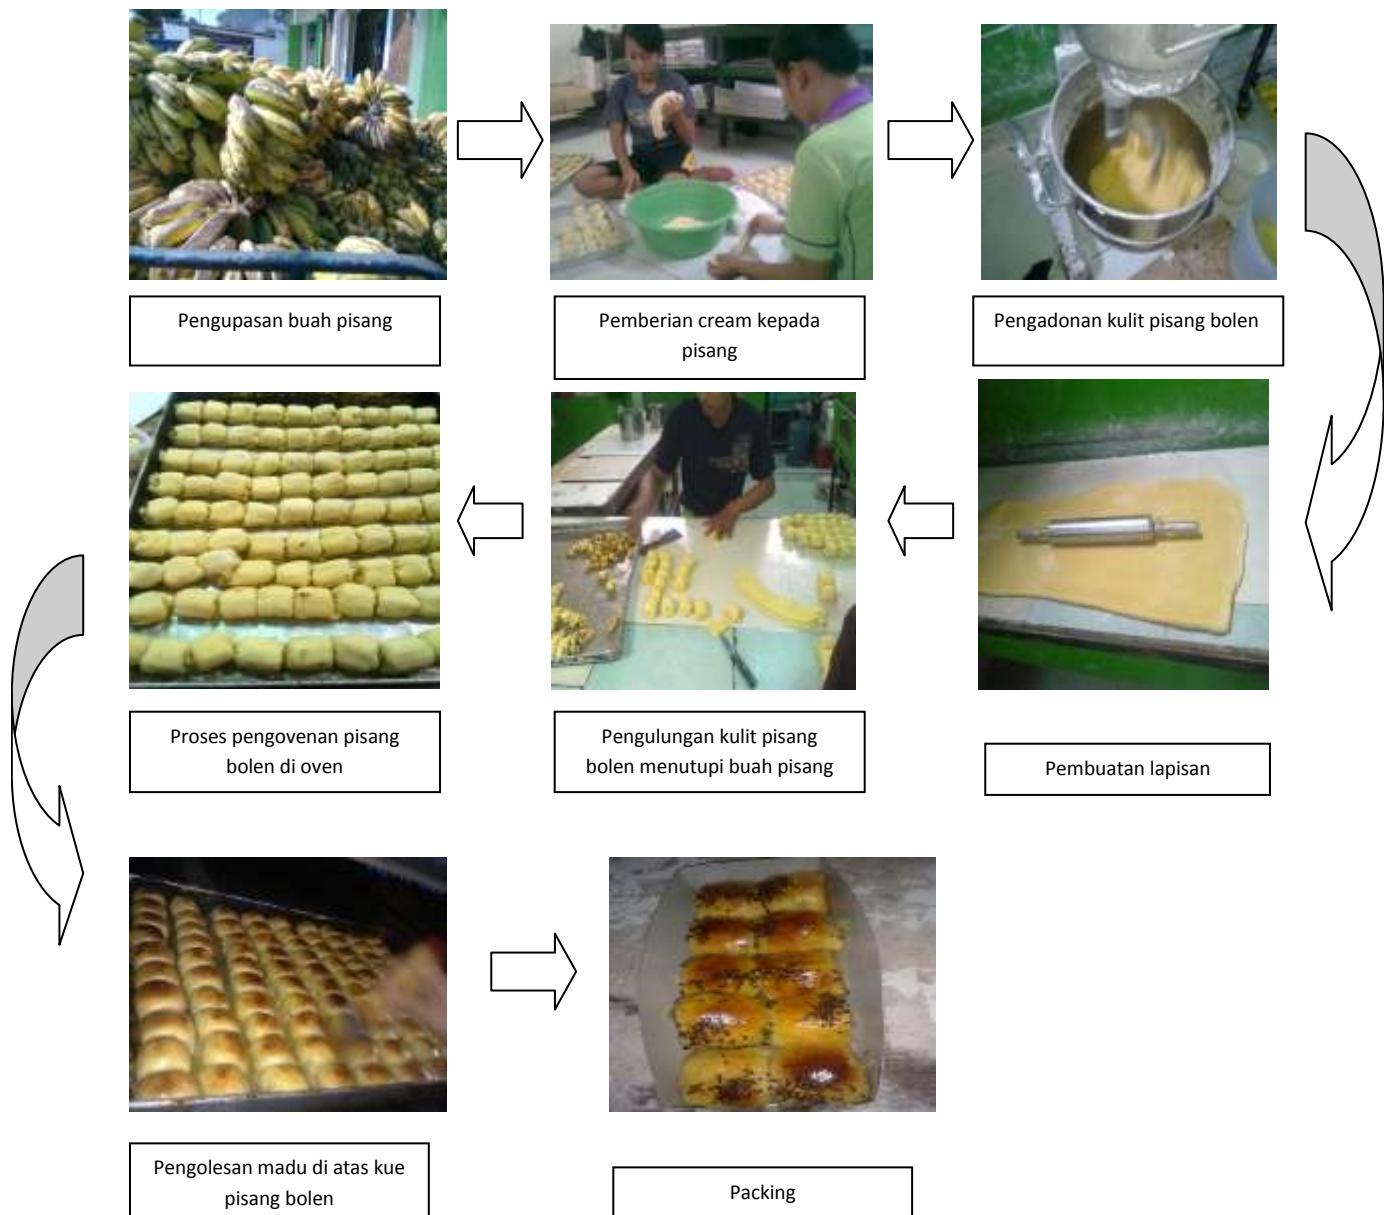 Pengupasan buah pisang
Pemberian cream kepada
pisang
Pengadonan kulit pisang bolen
Proses pengovenan pisang
bolen di oven
Pengulungan kulit pisang
bolen menutupi buah pisang
Pembuatan lapisan
Pengolesan madu di atas kue
pisang bolen
Packing